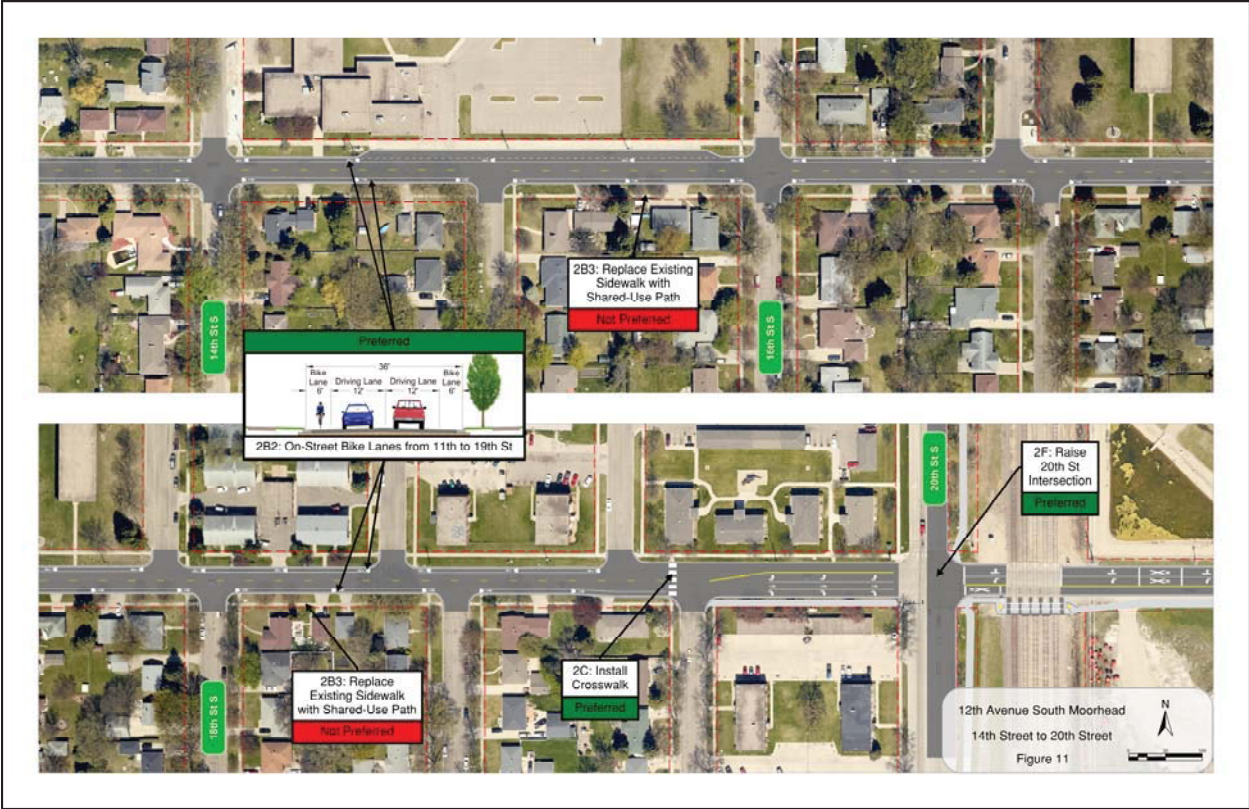 2B3: Replace Existing
Sidewalk with
Shared-Use Path
Not Preferred
14th St S
16th St S
Preferred
36'
Bike
Lane
6'
Driving Lane
12'
Driving Lane
12'
Bike
Lane
6'
2B2: On-Street Bike Lanes from 11th to 19th St
20th St S
2F: Raise
20th St
Intersection
Preferred
18th St S
2B3: Replace
Existing Sidewalk
with Shared-Use Path
Not Preferred
2C: Install
Crosswalk
Preferred
12th Avenue South Moorhead
14th Street to 20th Street
Figure 11
N